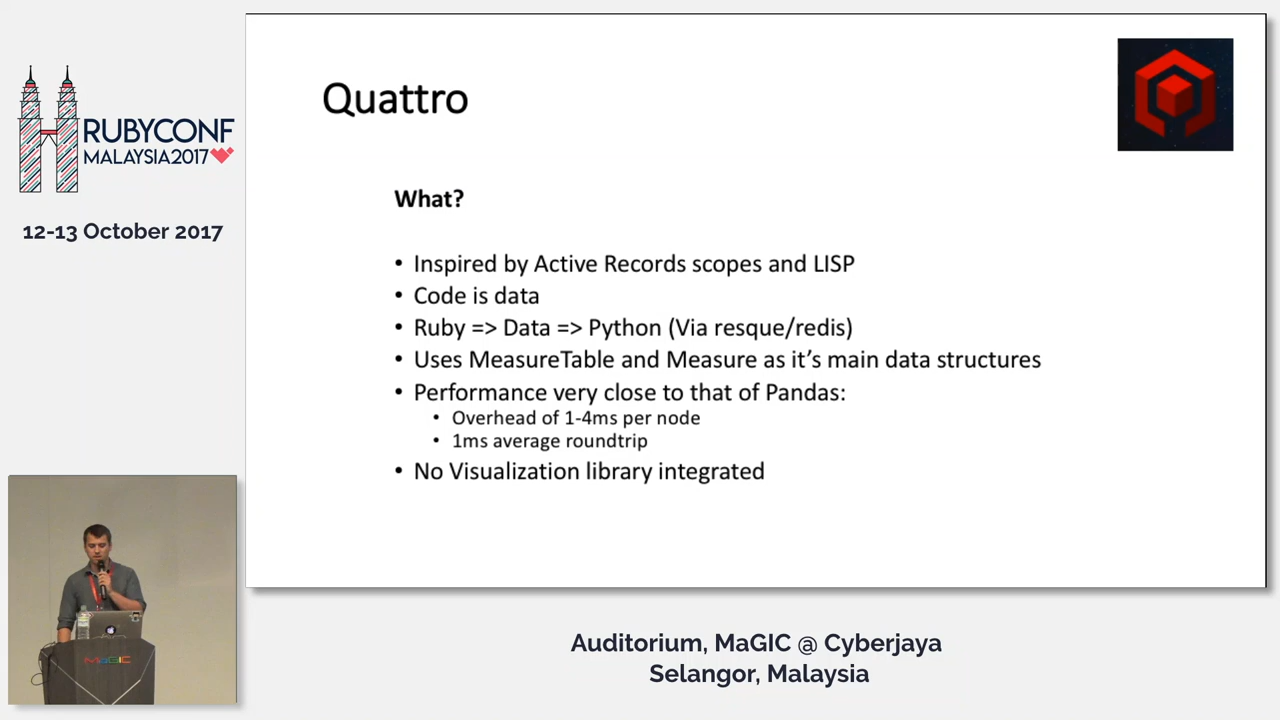 RUBYCONF
MALAYSIA2017
12-13 October 2017
Quattro
What?
• Inspired by Active Records scopes and LISP
• Code is data
• Ruby => Data => Python (Via resque/redis)
• Uses MeasureTable and Measure as it's main data structures
• Performance very close to that of Pandas:
• Overhead of 1-4ms per node
• 1ms average roundtrip
• No Visualization library integrated
MaGIC
Auditorium, MaGIC @ Cyberjaya
Selangor, Malaysia